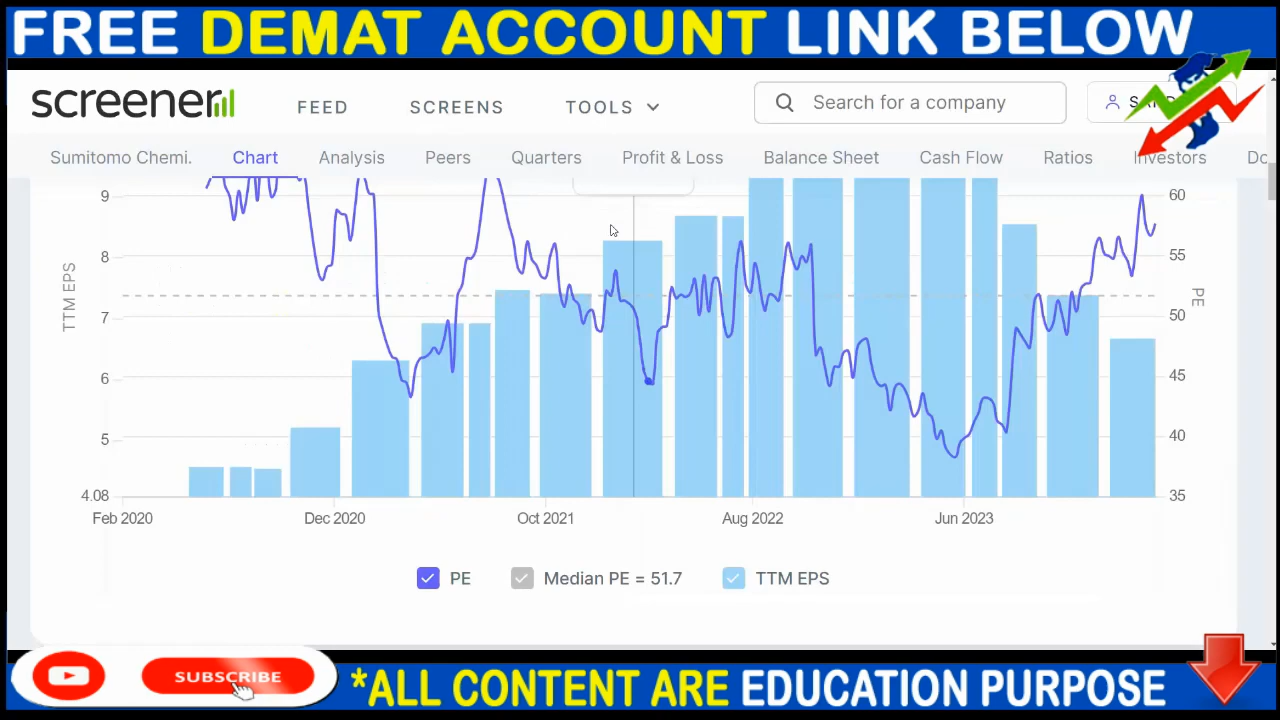 FREE DEMAT ACCOUNT LINK BELOW
screener
FEED SCREENS TOOLS Search for a company
Sumitomo Chemi. Chart Analysis Peers Quarters Profit & Loss Balance Sheet Cash Flow Ratios Investors
9 60
8 55
7 50
6 45
5 40
4.08 35
TTM EPS
PE
Feb 2020 Dec 2020 Oct 2021 Aug 2022 Jun 2023
PE Median PE = 51.7 TTM EPS
SUBSCRIBE
*ALL CONTENT ARE EDUCATION PURPOSE